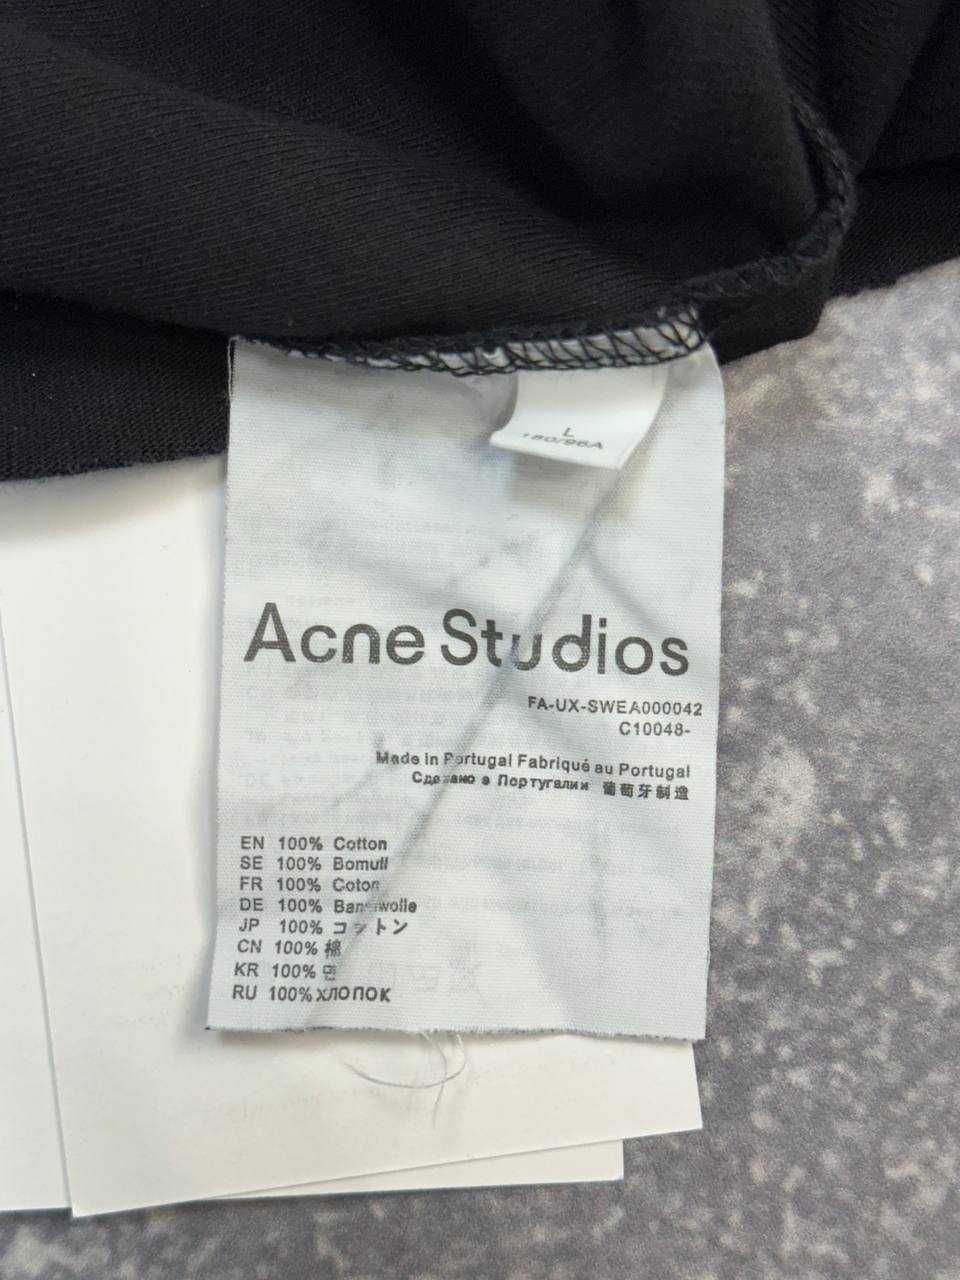 L
180/96A
Acne Studios
FA-UX-SWEA000042
C10048-
Made in Portugal Fabriqué au Portugal
Сделано в Португалии 葡萄牙制造
EN 100% Cotton
SE 100% Bomull
FR 100% Coton
DE 100% Baumwolle
JP 100% コットン
CN 100% 棉
KR 100% 면
RU 100% ХЛОПОК